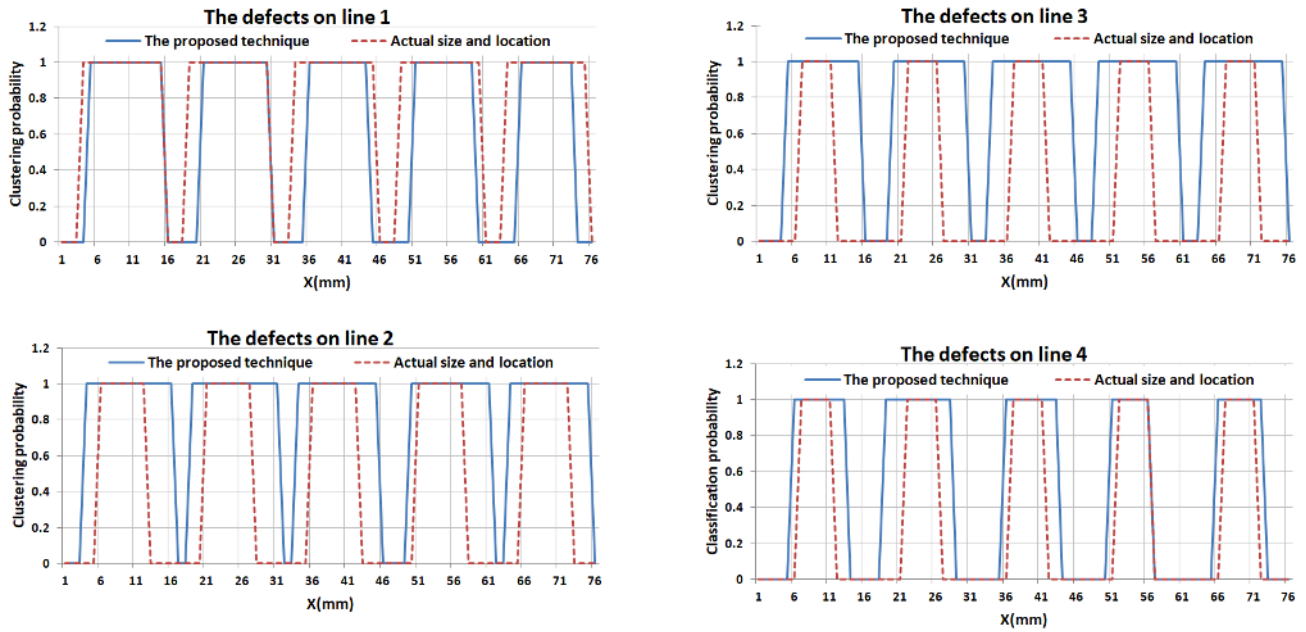 The defects on line 1
The proposed technique
Actual size and location
Clustering probability
1.2
1
0.8
0.6
0.4
0.2
0
1 6 11 16 21 26 31 36 41 46 51 56 61 66 71 76
X(mm)
The defects on line 3
The proposed technique
Actual size and location
Clustering probability
1.2
1
0.8
0.6
0.4
0.2
0
1 6 11 16 21 26 31 36 41 46 51 56 61 66 71 76
X(mm)
The defects on line 2
The proposed technique
Actual size and location
Clustering probability
1.2
1
0.8
0.6
0.4
0.2
0
1 6 11 16 21 26 31 36 41 46 51 56 61 66 71 76
X(mm)
The defects on line 4
The proposed technique
Actual size and location
Classification probability
1.2
1
0.8
0.6
0.4
0.2
0
1 6 11 16 21 26 31 36 41 46 51 56 61 66 71 76
X(mm)